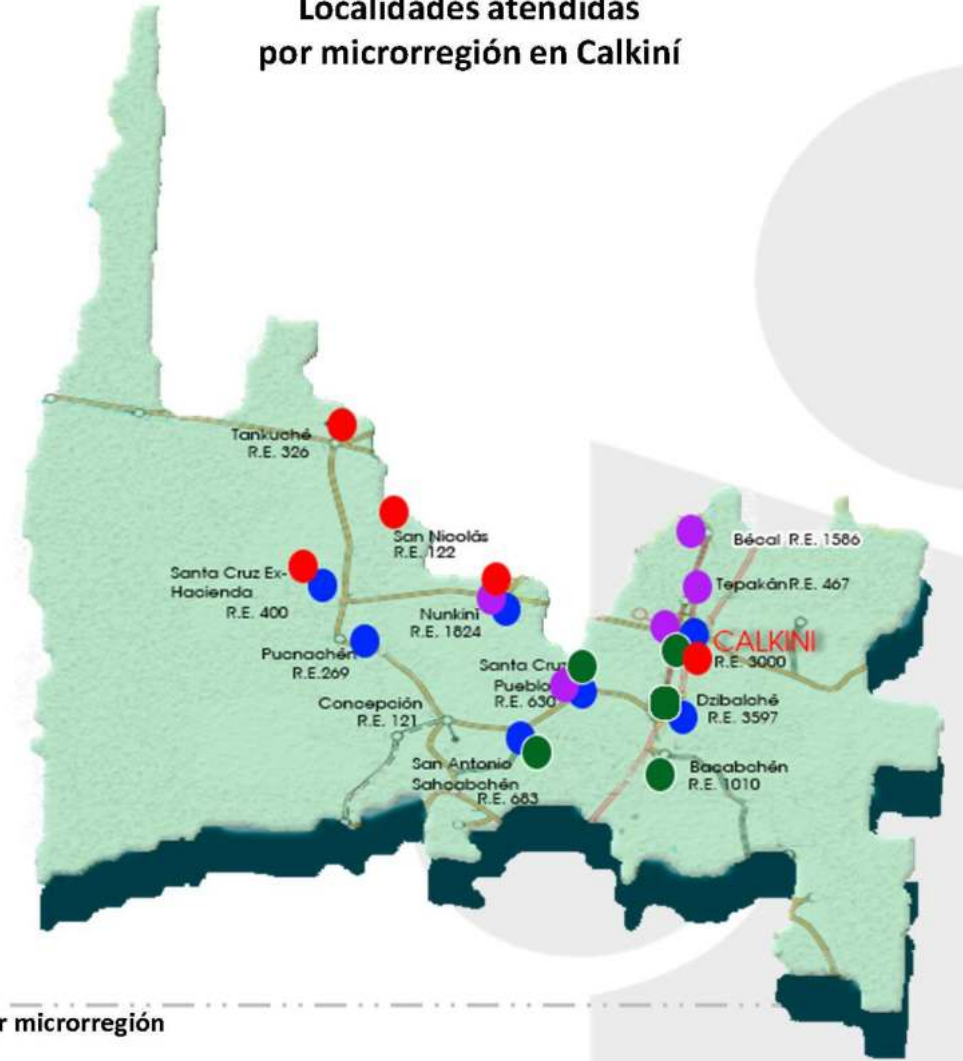 Localidades atendidas
por microrregión en Calkiní
Tankuché
R.E. 326
San Nicolás
R.E. 122
Santa Cruz Ex-
Hacienda
R.E. 400
Nunkiní
R.E. 1824
Bécal R.E. 1586
Tepakán R.E. 467
CALKINI
R.E. 3000
Pucnachén
R.E.269
Santa Cruz
Pueblo
R.E. 630
Concepción
R.E. 121
Dzibalché
R.E. 3597
San Antonio
Sahcabchén
R.E. 683
Bacabchén
R.E. 1010
r microrregión